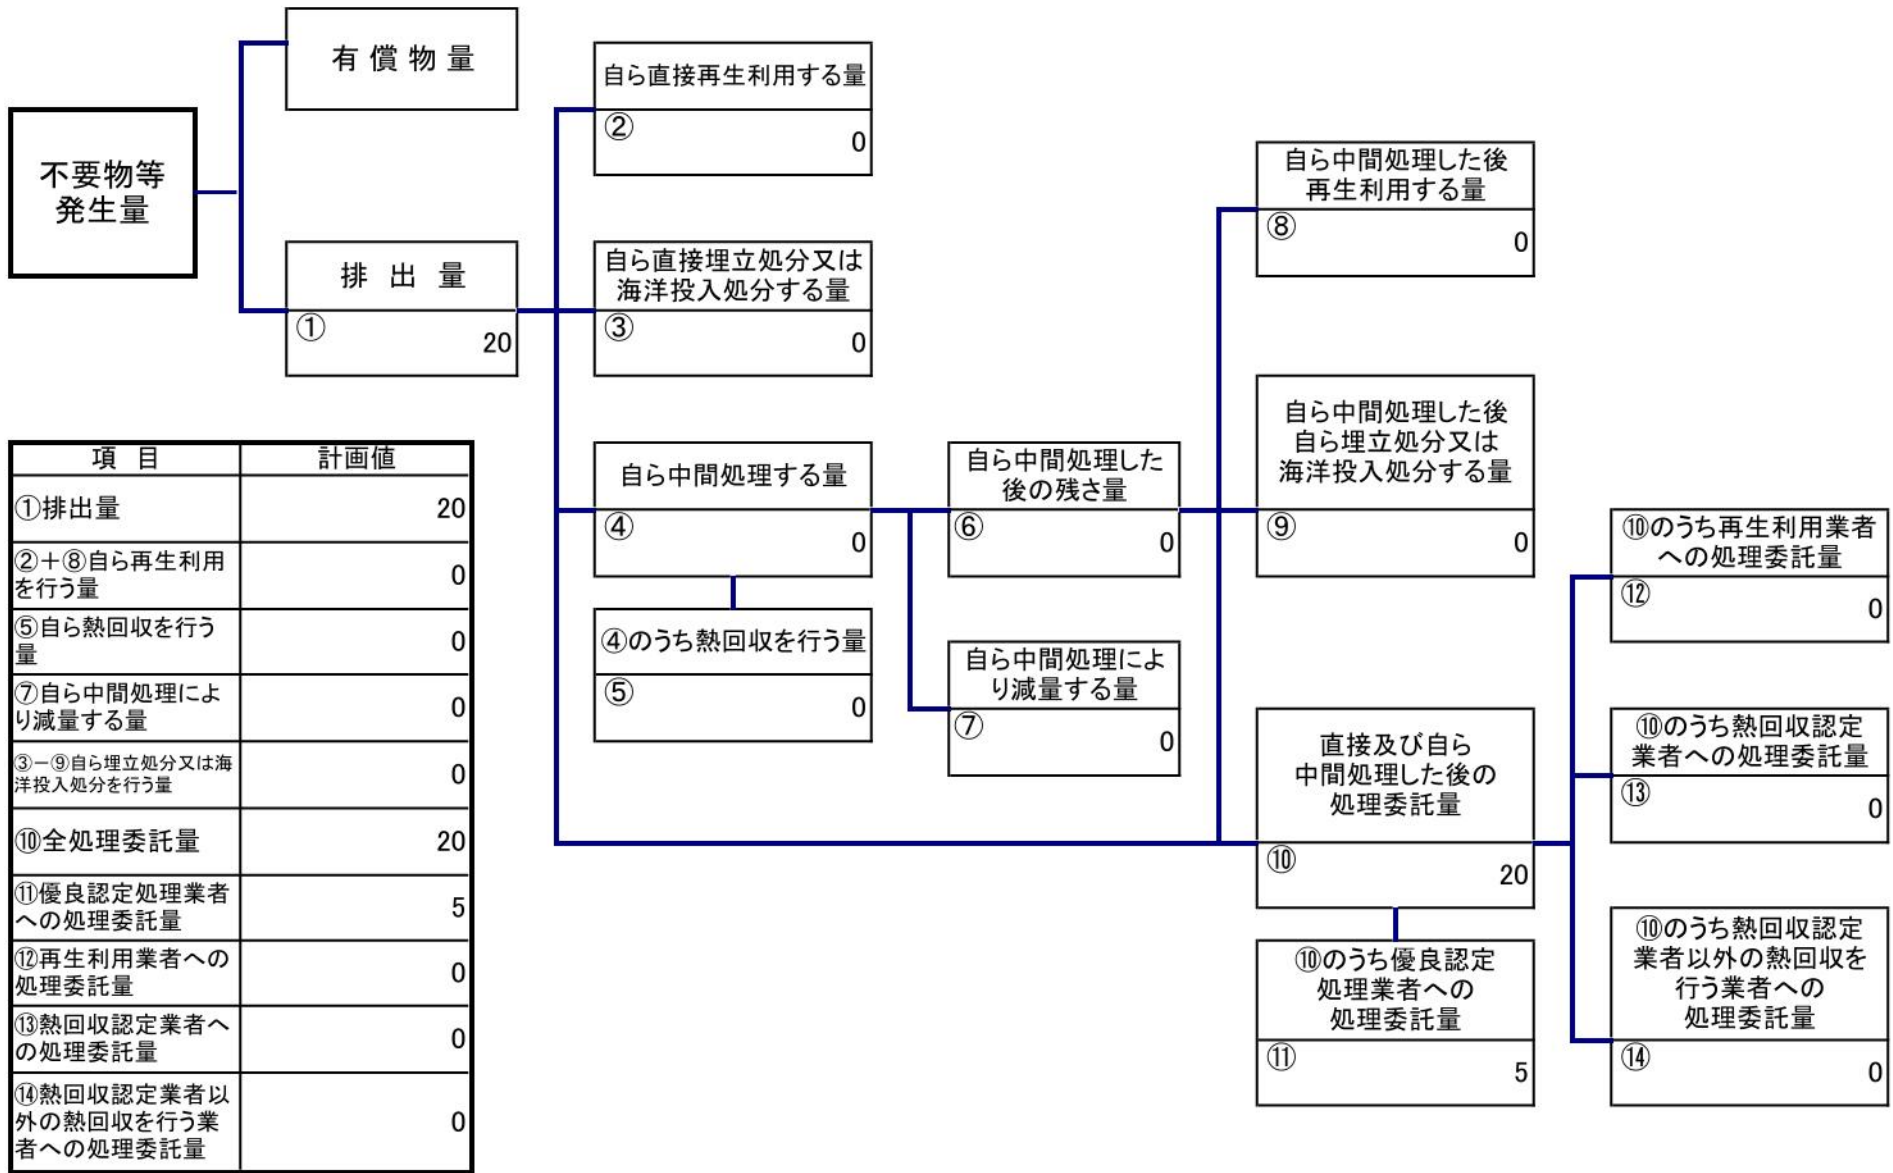 不要物等
発生量
有償物量
排出量
① 20
自ら直接再生利用する量
② 0
自ら直接埋立処分又は
海洋投入処分する量
③ 0
自ら中間処理する量
④ 0
④のうち熱回収を行う量
⑤ 0
自ら中間処理した
後の残さ量
⑥ 0
自ら中間処理によ
り減量する量
⑦ 0
自ら中間処理した後
再生利用する量
⑧ 0
自ら中間処理した後
自ら埋立処分又は
海洋投入処分する量
⑨ 0
直接及び自ら
中間処理した後の
処理委託量
⑩ 20
⑩のうち優良認定
処理業者への
処理委託量
⑪ 5
⑩のうち再生利用業者
への処理委託量
⑫ 0
⑩のうち熱回収認定
業者への処理委託量
⑬ 0
⑩のうち熱回収認定
業者以外の熱回収を
行う業者への
処理委託量
⑭ 0
項目 計画値
①排出量 20
②＋⑧自ら再生利用
を行う量 0
⑤自ら熱回収を行う
量 0
⑦自ら中間処理によ
り減量する量 0
③－⑨自ら埋立処分又は海
洋投入処分を行う量 0
⑩全処理委託量 20
⑪優良認定処理業者
への処理委託量 5
⑫再生利用業者への
処理委託量 0
⑬熱回収認定業者へ
の処理委託量 0
⑭熱回収認定業者以
外の熱回収を行う業
者への処理委託量 0